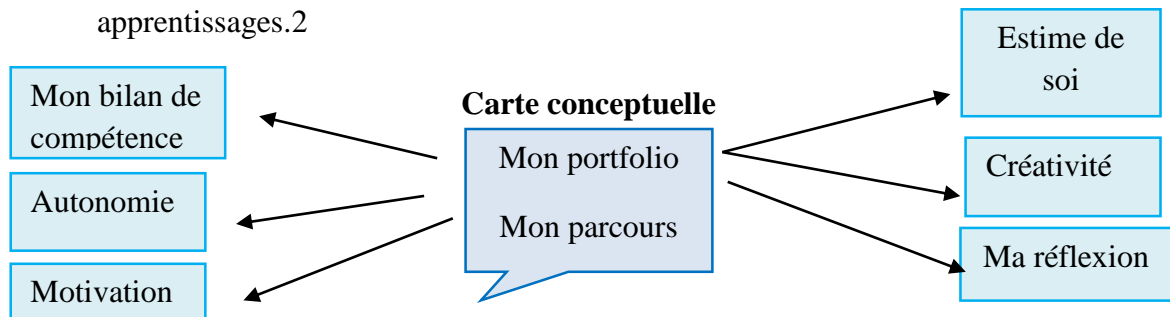 apprentissages.2
Mon bilan de
compétence
Autonomie
Motivation
Carte conceptuelle
Mon portfolio
Mon parcours
Estime de
soi
Créativité
Ma réflexion